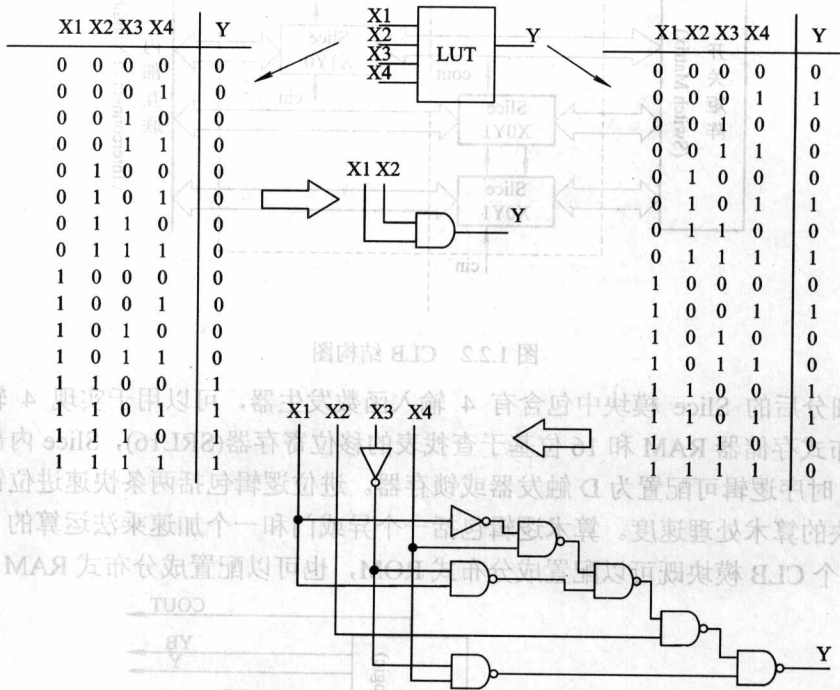 X1 X2 X3 X4 Y
0 0 0 0 0
0 0 0 1 0
0 0 1 0 0
0 0 1 1 0
0 1 0 0 0
0 1 0 1 0
0 1 1 0 0
0 1 1 1 0
1 0 0 0 0
1 0 0 1 0
1 0 1 0 0
1 0 1 1 0
1 1 0 0 1
1 1 0 1 1
1 1 1 0 1
1 1 1 1 1
X1
X2
X3
X4
LUT
Y
X1 X2
Y
X1 X2 X3 X4 Y
0 0 0 0 0
0 0 0 1 1
0 0 1 0 0
0 0 1 1 0
0 1 0 0 0
0 1 0 1 1
0 1 1 0 0
0 1 1 1 1
1 0 0 0 0
1 0 0 1 1
1 0 1 0 0
1 0 1 1 0
1 1 0 0 1
1 1 0 1 1
1 1 1 0 0
1 1 1 1 0
X1 X2 X3 X4
Y